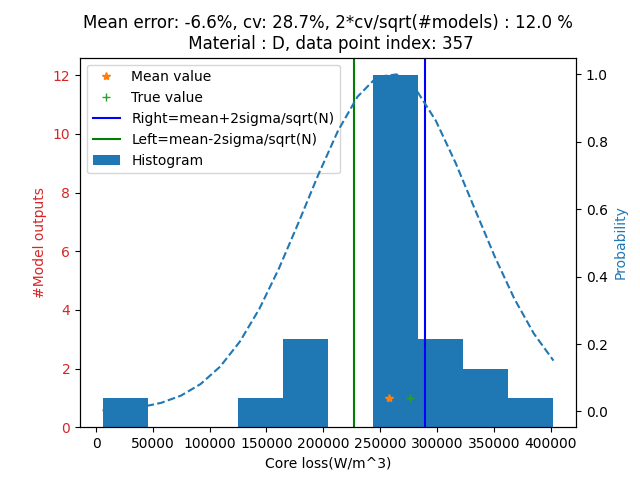 Mean error: -6.6%, cv: 28.7%, 2*cv/sqrt(#models) : 12.0 %
Material : D, data point index: 357
Mean value
True value
Right=mean+2sigma/sqrt(N)
Left=mean-2sigma/sqrt(N)
Histogram
12
10
8
6
4
2
0
#Model outputs
1.0
0.8
0.6
0.4
0.2
0.0
Probability
0 50000 100000 150000 200000 250000 300000 350000 400000
Core loss(W/m^3)